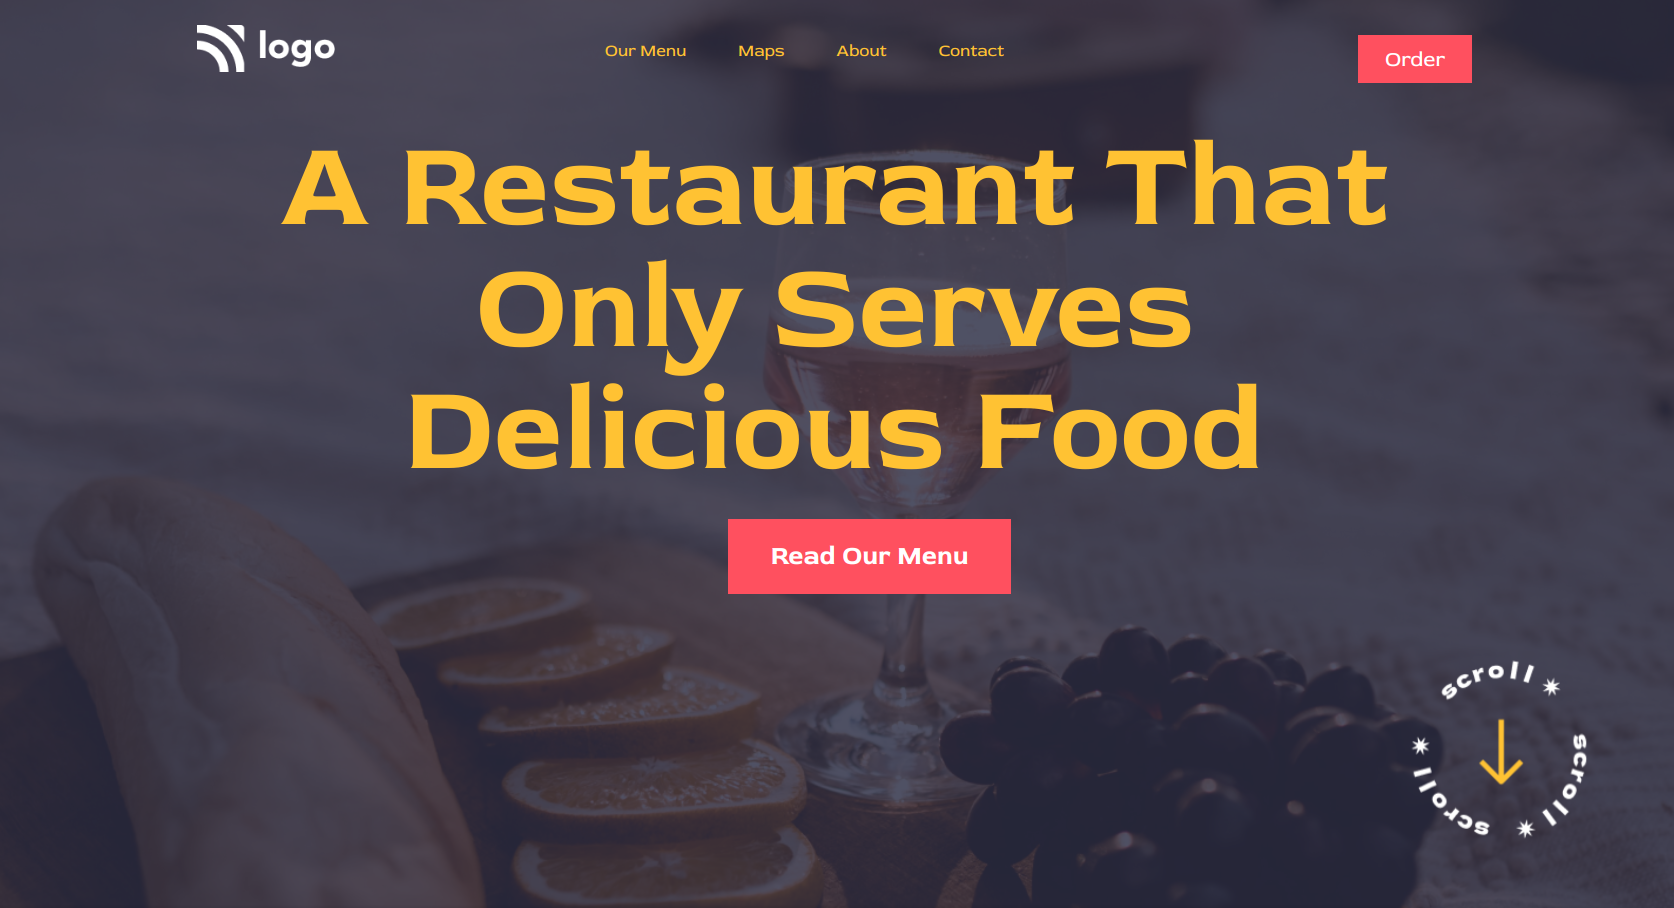 logo
Our Menu Maps About Contact
Order
A Restaurant That
Only Serves
Delicious Food
Read Our Menu
scroll
scroll
scroll